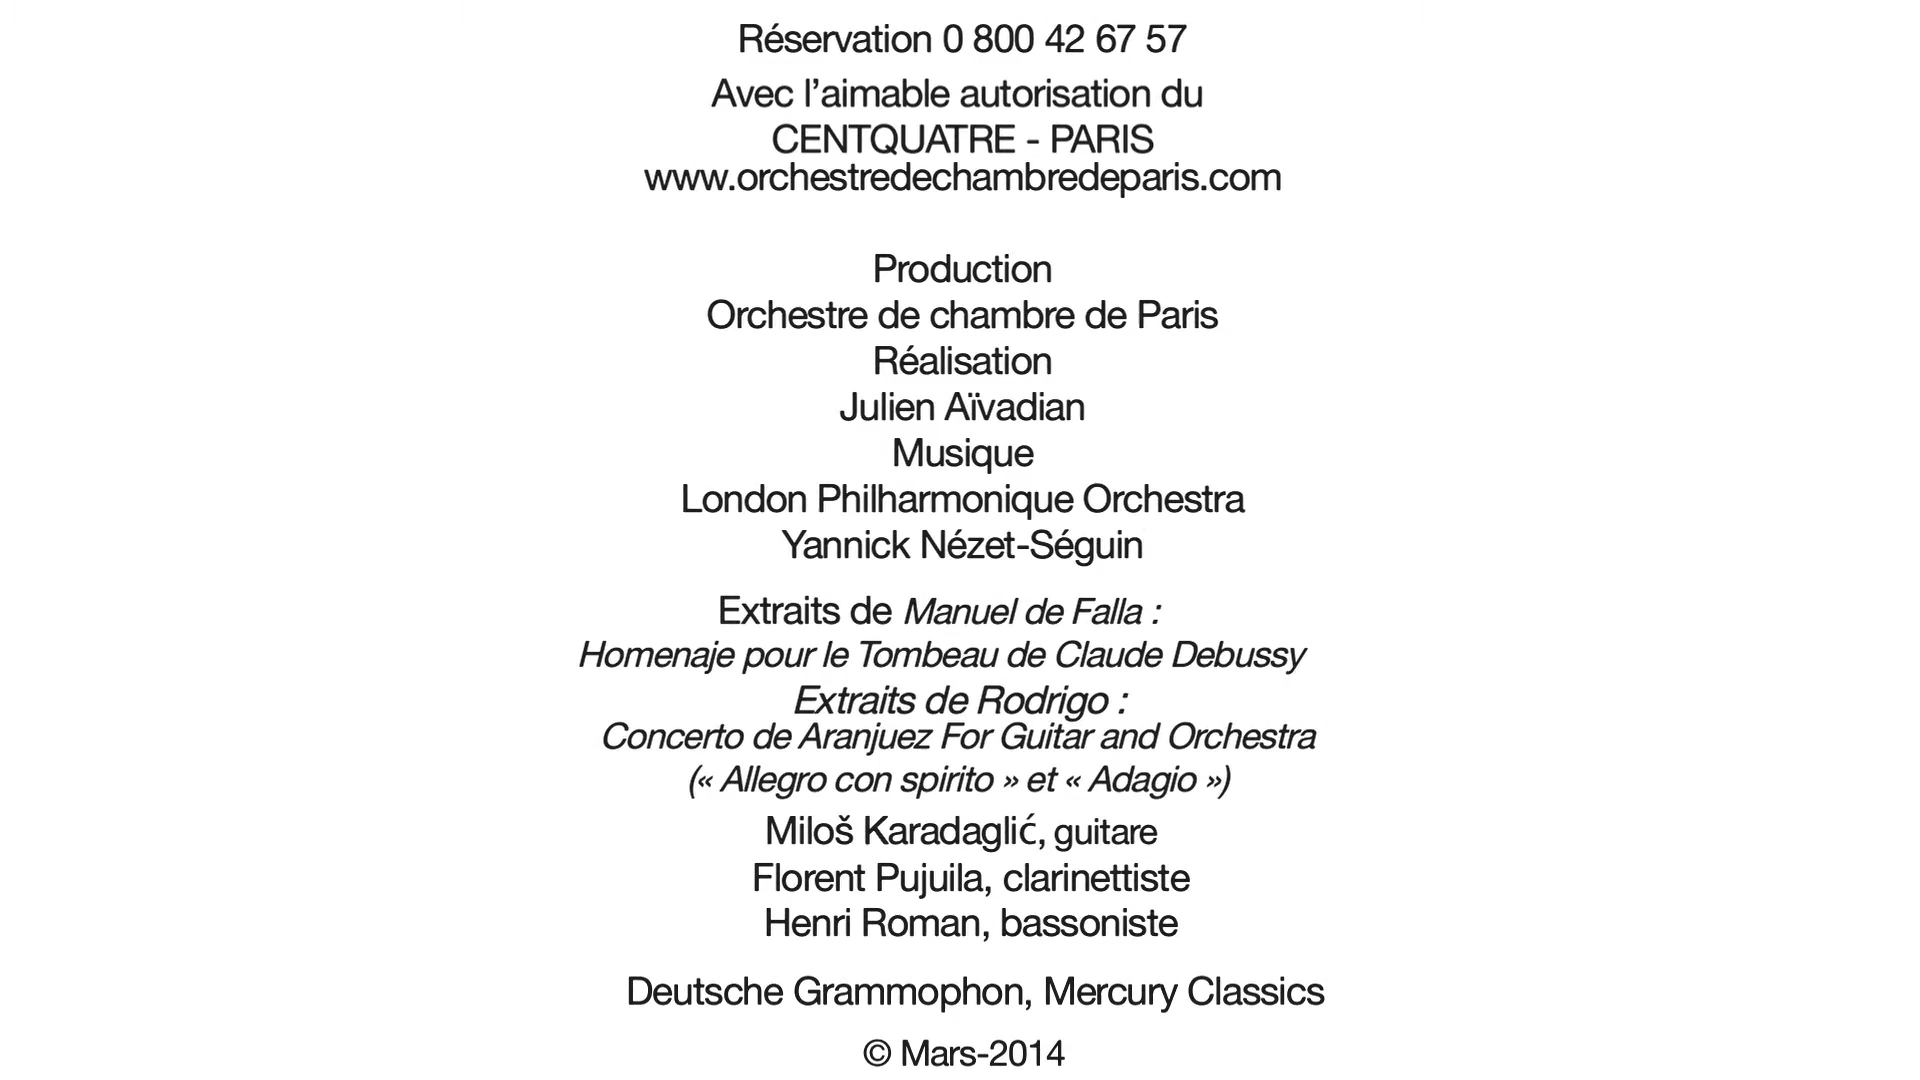 Réservation 0 800 42 67 57
Avec l’aimable autorisation du
CENTQUATRE - PARIS
www.orchestredechambredeparis.com
Production
Orchestre de chambre de Paris
Réalisation
Julien Aïvadian
Musique
London Philharmonique Orchestra
Yannick Nézet-Séguin
Extraits de Manuel de Falla :
Homenaje pour le Tombeau de Claude Debussy
Extraits de Rodrigo :
Concerto de Aranjuez For Guitar and Orchestra
(« Allegro con spirito » et « Adagio »)
Miloš Karadaglić, guitare
Florent Pujuila, clarinettiste
Henri Roman, bassoniste
Deutsche Grammophon, Mercury Classics
© Mars-2014